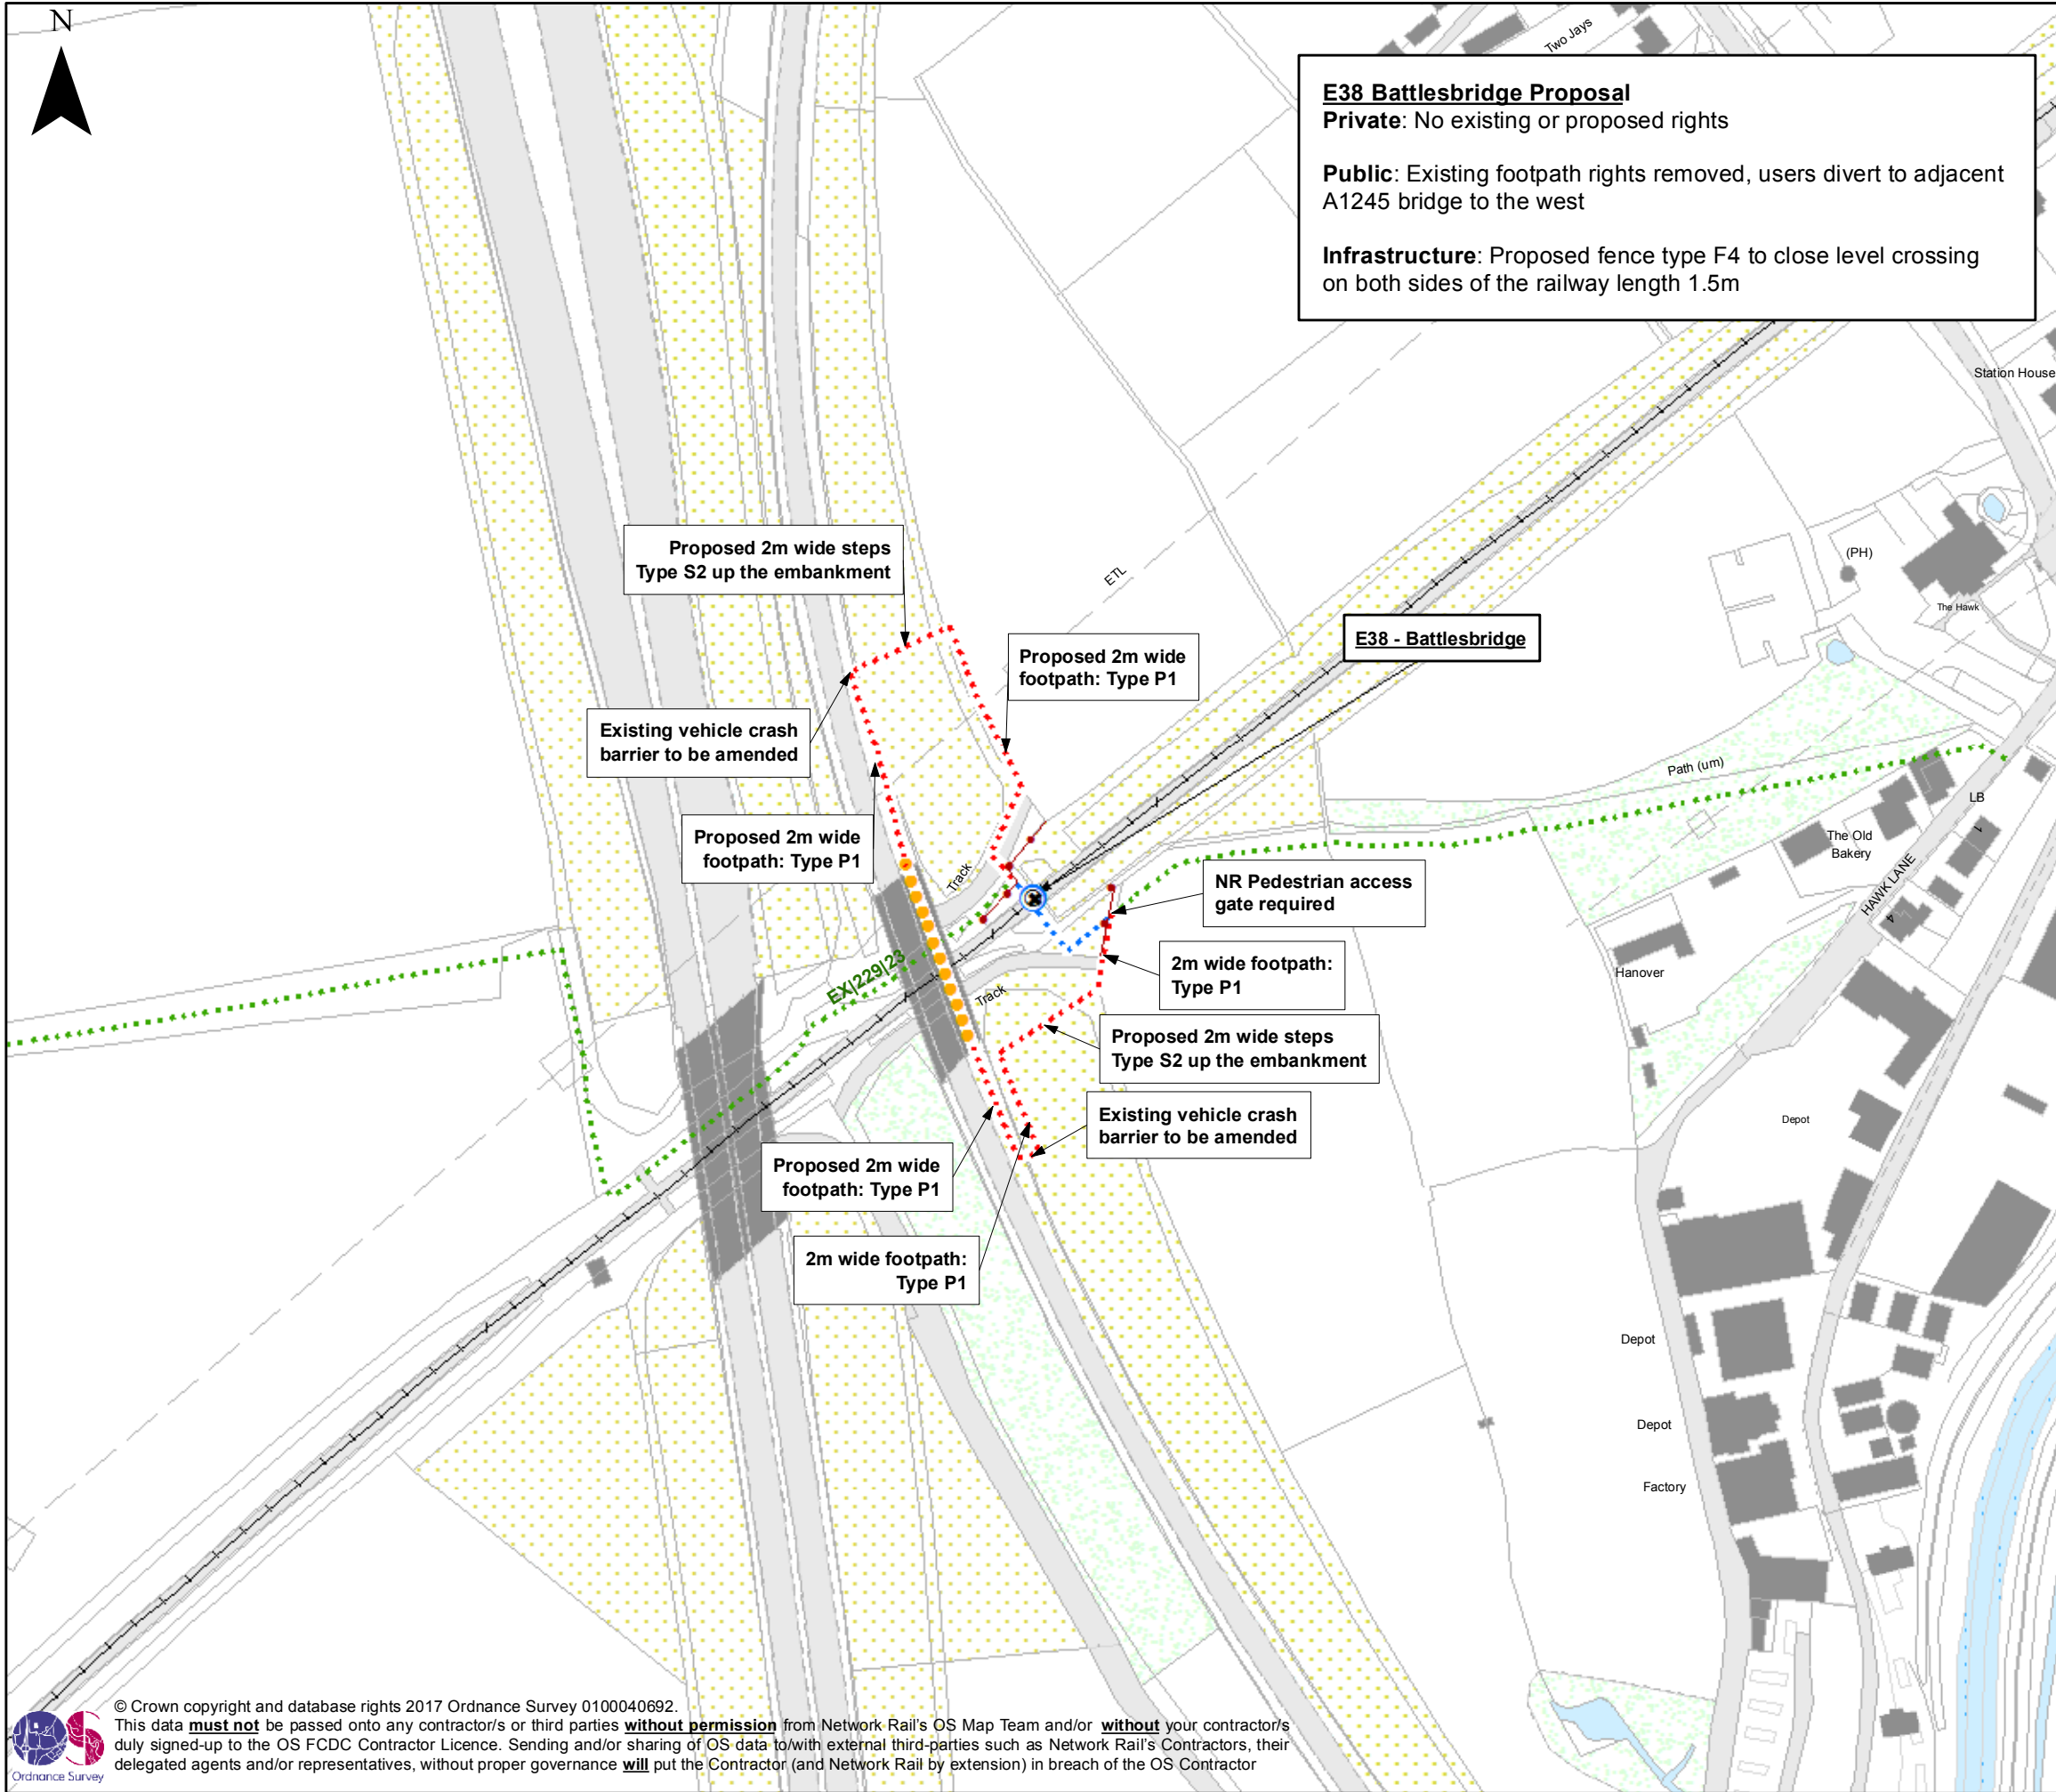 N
Two Jays
E38 Battlesbridge Proposal
Private: No existing or proposed rights
Public: Existing footpath rights removed, users divert to adjacent
A1245 bridge to the west
Infrastructure: Proposed fence type F4 to close level crossing
on both sides of the railway length 1.5m
Station House
Proposed 2m wide steps
Type S2 up the embankment
ETL
(PH)
The Hawk
E38 - Battlesbridge
Proposed 2m wide
footpath: Type P1
Existing vehicle crash
barrier to be amended
Path (um)
LB
1
Proposed 2m wide
footpath: Type P1
The Old
Bakery
Track
NR Pedestrian access
gate required
HAWK LANE
4
EX|229|23
2m wide footpath:
Type P1
Hanover
Track
Proposed 2m wide steps
Type S2 up the embankment
Existing vehicle crash
barrier to be amended
Depot
Proposed 2m wide
footpath: Type P1
2m wide footpath:
Type P1
Depot
Depot
Factory
© Crown copyright and database rights 2017 Ordnance Survey 0100040692.
This data must not be passed onto any contractor/s or third parties without permission from Network Rail's OS Map Team and/or without your contractor/s
duly signed-up to the OS FCDC Contractor Licence. Sending and/or sharing of OS data to/with external third-parties such as Network Rail's Contractors, their
delegated agents and/or representatives, without proper governance will put the Contractor (and Network Rail by extension) in breach of the OS Contractor
Ordnance Survey